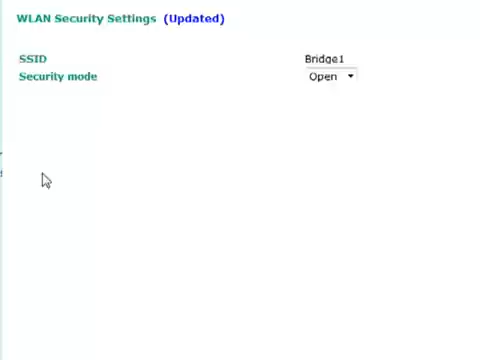 WLAN Security Settings (Updated)
SSID Bridge1
Security mode Open